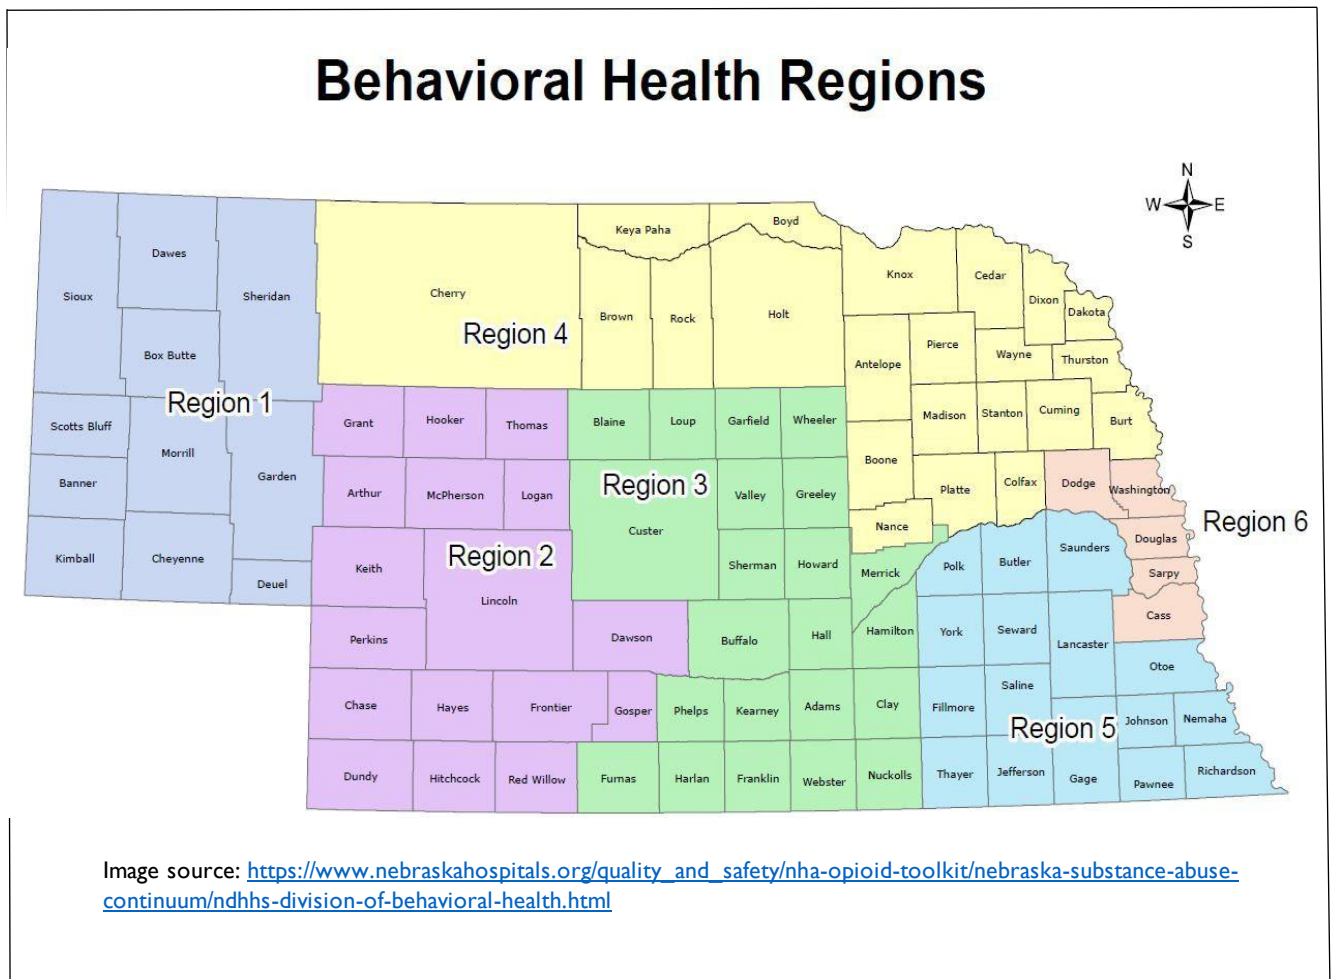 Behavioral Health Regions
N
W E
S
Boyd
Keya Paha
Dawes
Knox
Cedar
Sioux
Sheridan
Cherry
Dixon
Dakota
Brown
Rock
Holt
Region 4
Box Butte
Pierce
Wayne
Thurston
Antelope
Region 1
Scotts Bluff
Grant
Hooker
Thomas
Blaine
Loup
Garfield
Wheeler
Madison
Stanton
Cuming
Burt
Morrill
Boone
Banner
Garden
Arthur
McPherson
Logan
Region 3
Valley
Greeley
Platte
Colfax
Dodge
Washington
Region 6
Custer
Nance
Douglas
Kimball
Cheyenne
Keith
Region 2
Sherman
Howard
Merrick
Polk
Butler
Saunders
Sarpy
Deuel
Lincoln
Cass
Perkins
Dawson
Buffalo
Hall
Hamilton
York
Seward
Lancaster
Otoe
Saline
Chase
Hayes
Frontier
Gosper
Phelps
Kearney
Adams
Clay
Fillmore
Region 5
Johnson
Nemaha
Dundy
Hitchcock
Red Willow
Furnas
Harlan
Franklin
Webster
Nuckolls
Thayer
Jefferson
Gage
Pawnee
Richardson
Image source: https://www.nebraskahospitals.org/quality_and_safety/nha-opioid-toolkit/nebraska-substance-abuse-
continuum/ndhhs-division-of-behavioral-health.html